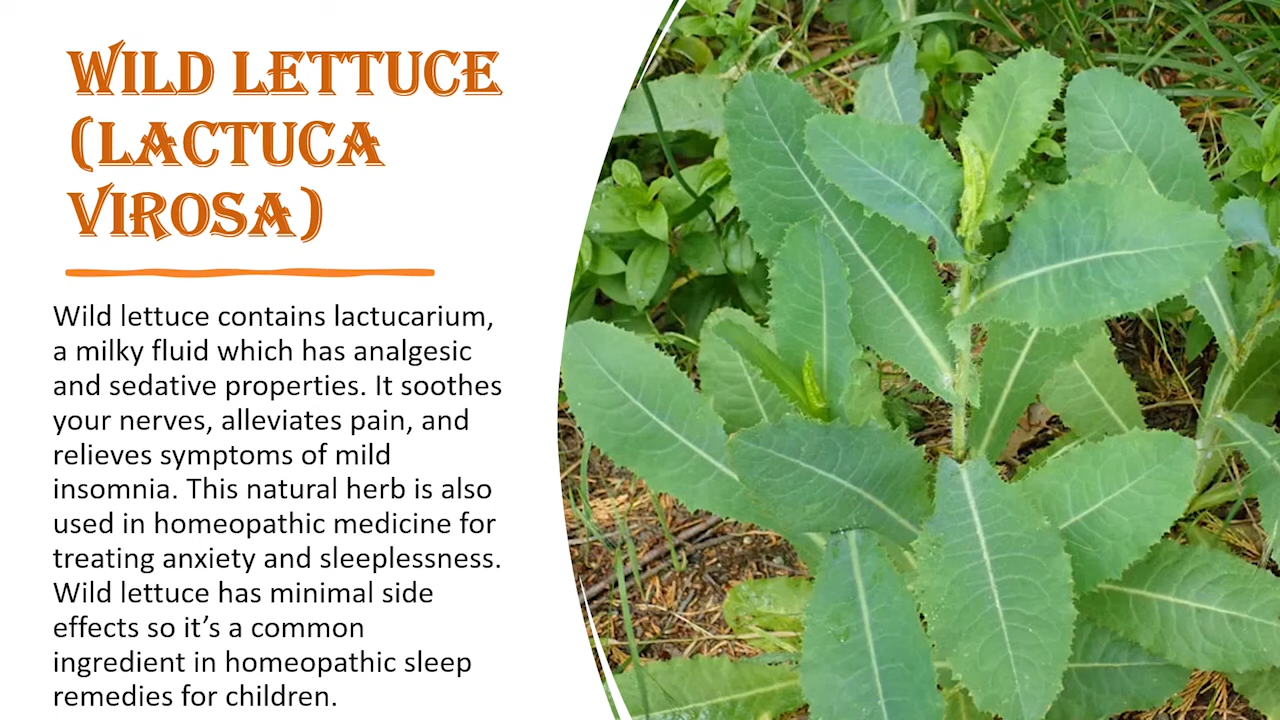 WILD LETTUCE
(LACTUCA
VIROSA)
Wild lettuce contains lactucarium,
a milky fluid which has analgesic
and sedative properties. It soothes
your nerves, alleviates pain, and
relieves symptoms of mild
insomnia. This natural herb is also
used in homeopathic medicine for
treating anxiety and sleeplessness.
Wild lettuce has minimal side
effects so it’s a common
ingredient in homeopathic sleep
remedies for children.